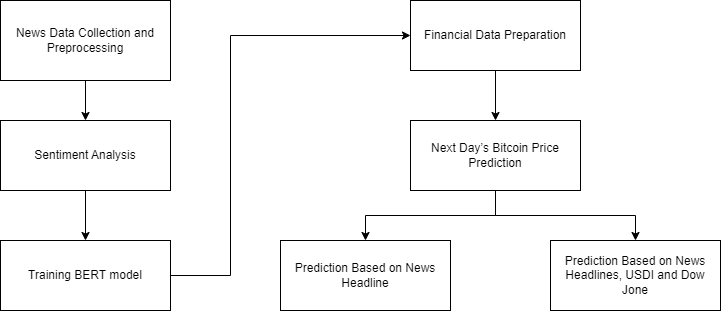 News Data Collection and
Preprocessing
Sentiment Analysis
Training BERT model
Financial Data Preparation
Next Day's Bitcoin Price
Prediction
Prediction Based on News
Headline
Prediction Based on News
Headlines, USDI and Dow
Jone